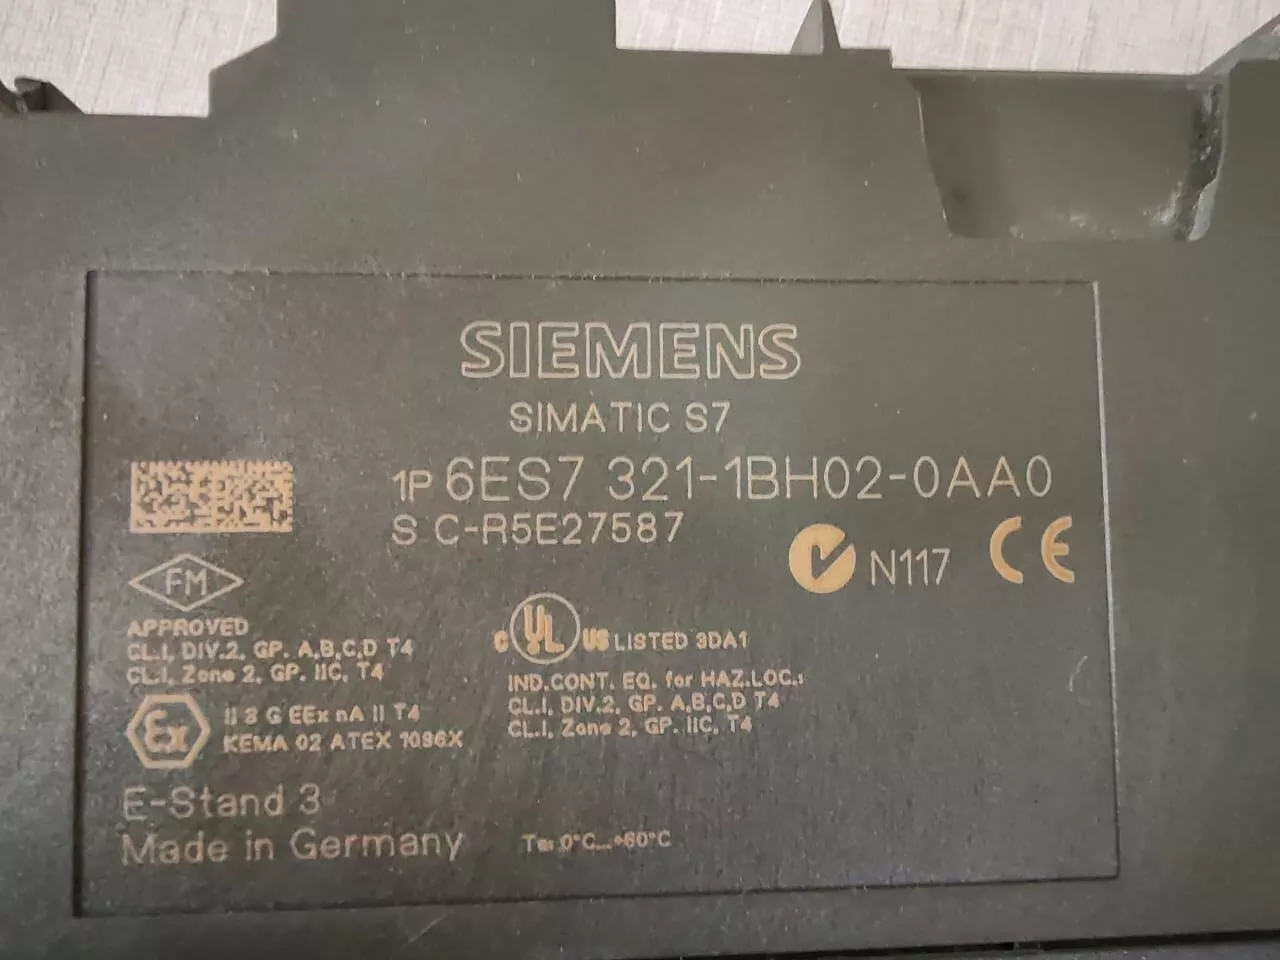 SIEMENS
SIMATIC S7
1P 6ES7 321-1BH02-0AA0
S C-R5E27587
N117 CE
FM
APPROVED
CL.I, DIV.2, GP. A,B,C,D T4
CL.I, Zone 2, GP. IIC, T4
C UL US LISTED 3DA1
IND.CONT. EQ. for HAZ.LOC.:
CL.I, DIV.2, GP. A,B,C,D T4
CL.I, Zone 2, GP. IIC, T4
Ex
II 3 G EEx nA II T4
KEMA 02 ATEX 1096X
E-Stand 3
Made in Germany
0°C...+60°C